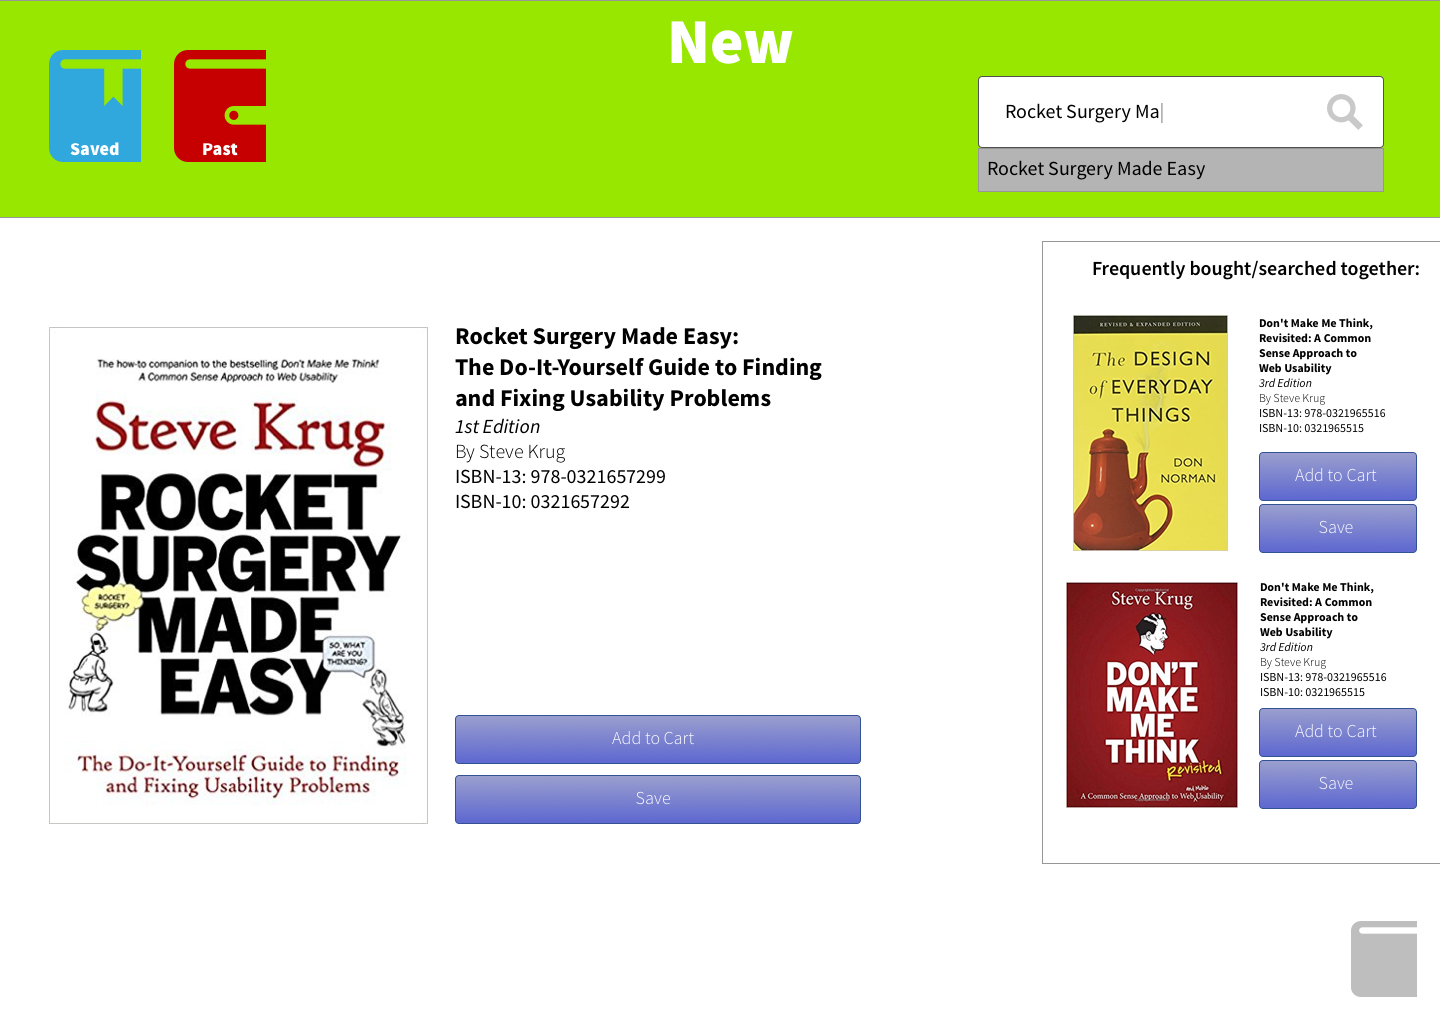 New
Saved
Past
Rocket Surgery Ma
Rocket Surgery Made Easy
The how-to companion to the bestselling Don't Make Me Think!
A Common Sense Approach to Web Usability
Steve Krug
ROCKET
SURGERY
MADE
EASY
ROCKET
SURGERY?
SO, WHAT
ARE YOU
THINKING?
The Do-It-Yourself Guide to Finding
and Fixing Usability Problems
Rocket Surgery Made Easy:
The Do-It-Yourself Guide to Finding
and Fixing Usability Problems
1st Edition
By Steve Krug
ISBN-13: 978-0321657299
ISBN-10: 0321657292
Add to Cart
Save
Frequently bought/searched together:
REVISED & EXPANDED EDITION
The DESIGN
of EVERYDAY
THINGS
DON
NORMAN
Don't Make Me Think,
Revisited: A Common
Sense Approach to
Web Usability
3rd Edition
By Steve Krug
ISBN-13: 978-0321965516
ISBN-10: 0321965515
Add to Cart
Save
Steve Krug
DON'T
MAKE
ME
THINK
Revisited
and Mobile
A Common Sense Approach to Web Usability
Don't Make Me Think,
Revisited: A Common
Sense Approach to
Web Usability
3rd Edition
By Steve Krug
ISBN-13: 978-0321965516
ISBN-10: 0321965515
Add to Cart
Save